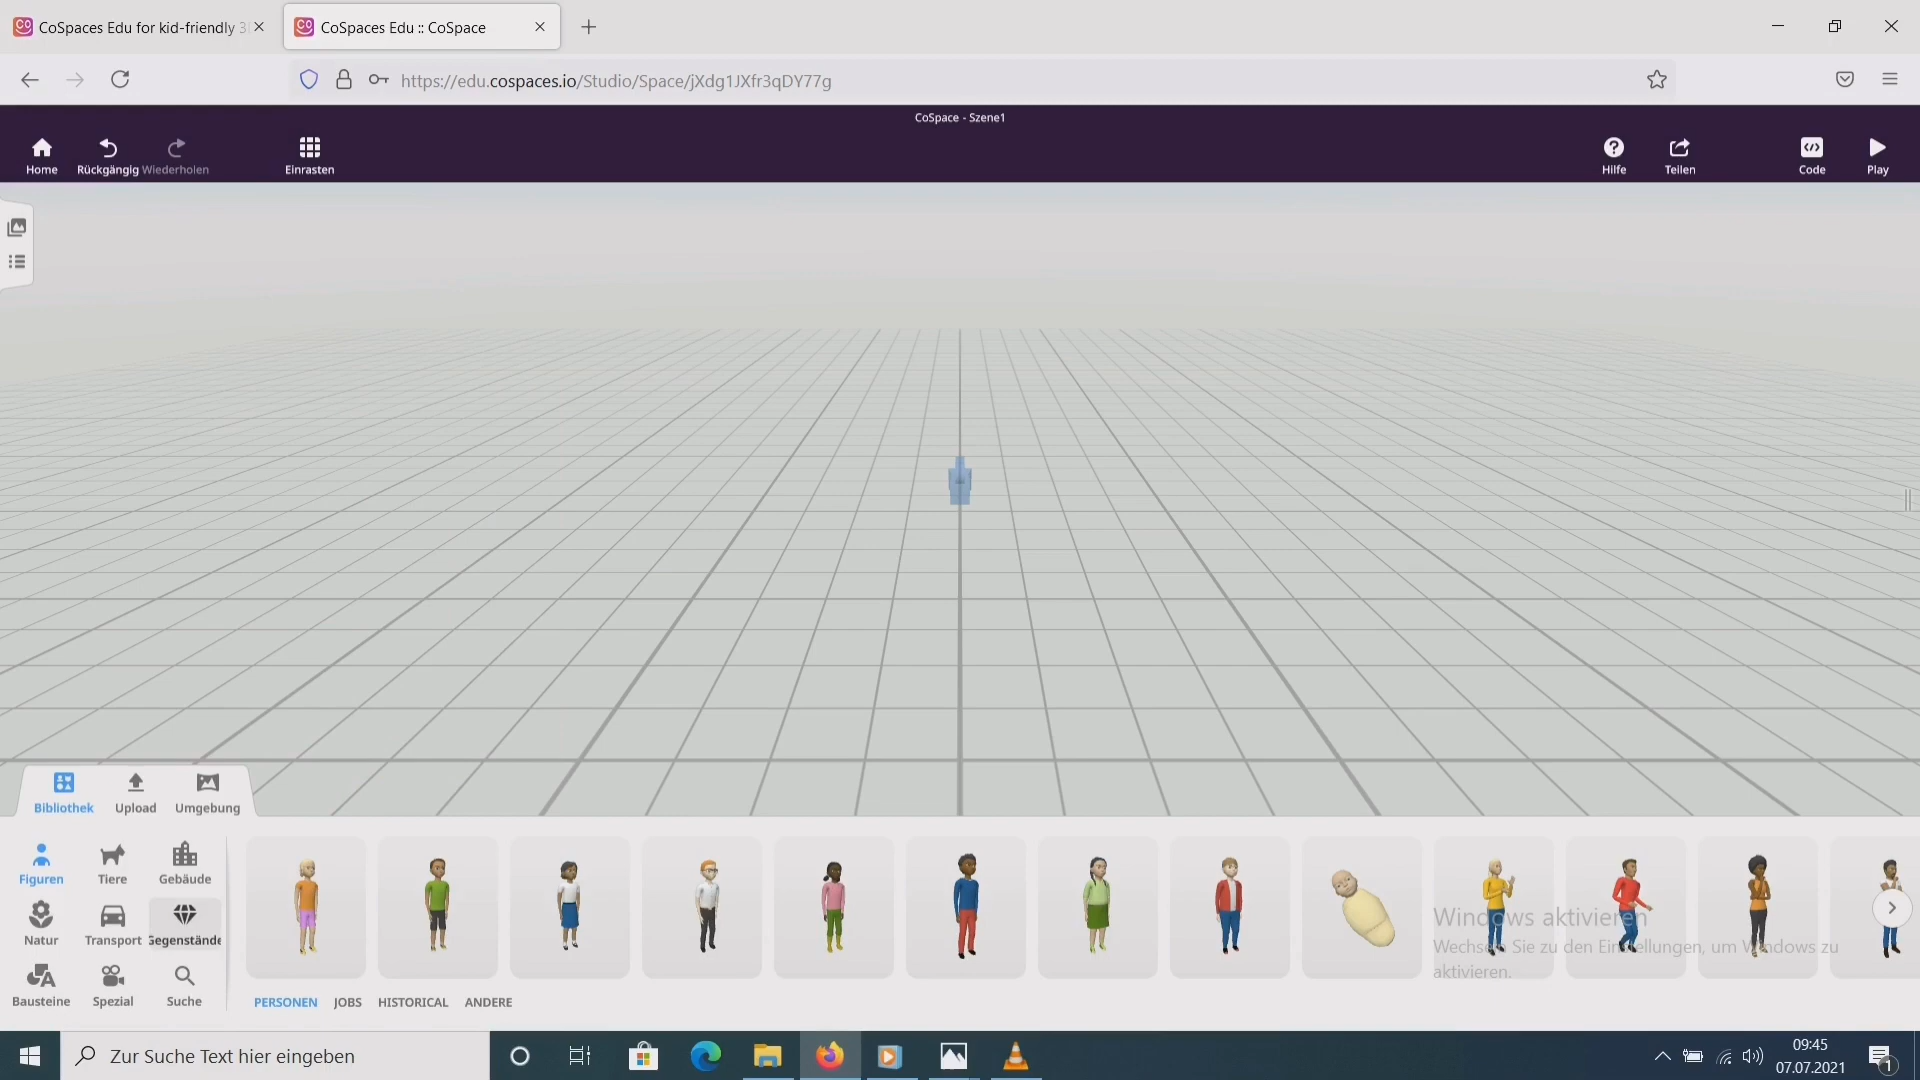 CoSpaces Edu for kid-friendly 3
CoSpaces Edu :: CoSpace
https://edu.cospaces.io/Studio/Space/jXdg1JXfr3qDY77g
CoSpace - Szene1
Home
Rückgängig
Wiederholen
Einrasten
Hilfe
Teilen
Code
Play
Bibliothek
Upload
Umgebung
Figuren
Tiere
Gebäude
Natur
Transport
Gegenstände
Bausteine
Spezial
Suche
PERSONEN
JOBS
HISTORICAL
ANDERE
Windows aktivieren
Wechseln Sie zu den Einstellungen, um Windows zu
aktivieren.
Zur Suche Text hier eingeben
09:45
07.07.2021
1